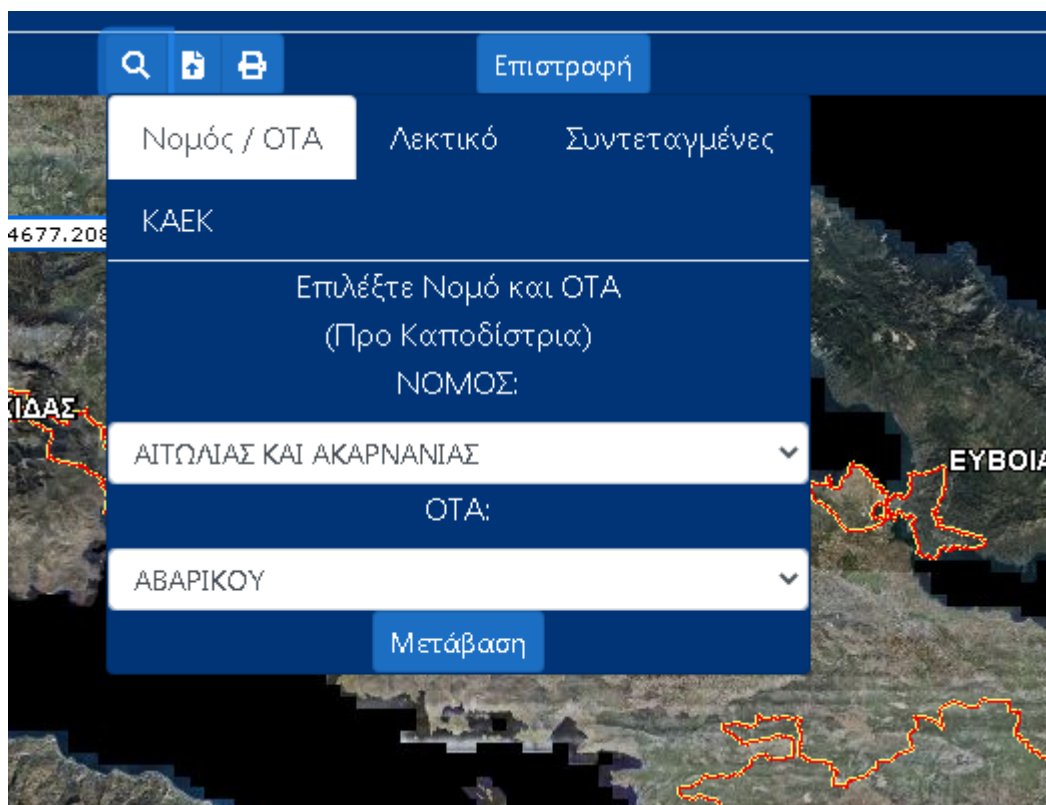 Επιστροφή
Νομός / ΟΤΑ Λεκτικό Συντεταγμένες
ΚΑΕΚ
4677.208
Επιλέξτε Νομό και ΟΤΑ
(Προ Καποδίστρια)
ΝΟΜΟΣ:
ΙΔΑΣ
ΑΙΤΩΛΙΑΣ ΚΑΙ ΑΚΑΡΝΑΝΙΑΣ
ΕΥΒΟΙΑ
ΟΤΑ:
ΑΒΑΡΙΚΟΥ
Μετάβαση